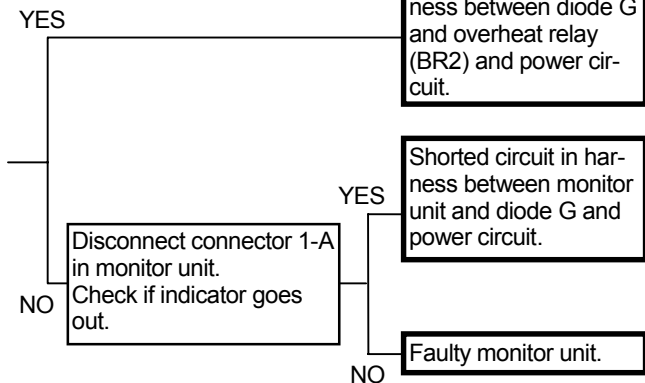 YES
ness between diode G
and overheat relay
(BR2) and power cir-
cuit.
Shorted circuit in har-
ness between monitor
unit and diode G and
power circuit.
YES
Disconnect connector 1-A
in monitor unit.
Check if indicator goes
out.
NO
Faulty monitor unit.
NO